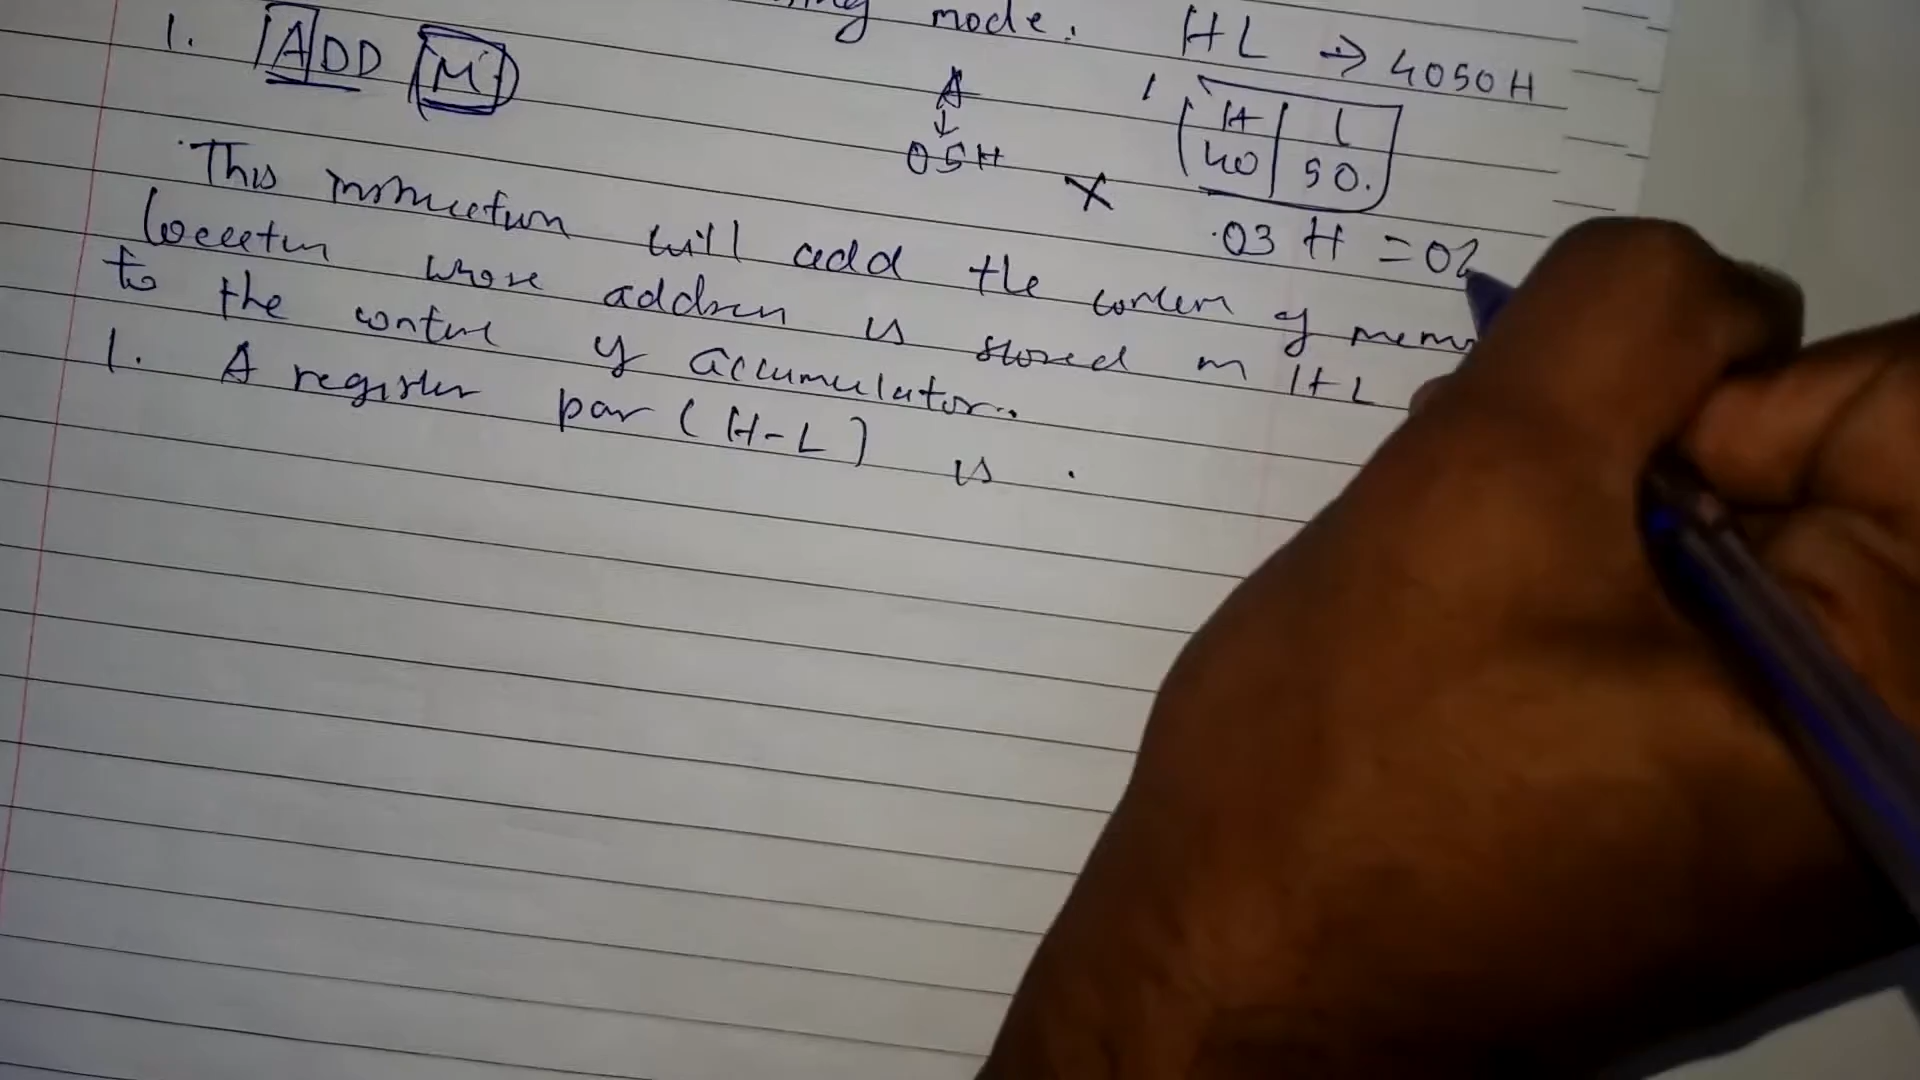 mode. HL → 4050H
1. ADD M
A
H L
↓
40 50.
05H
X
.03 H = 02
This instruction will add the content of mem
location whose address is stored in HL
to the content of accumulator.
1. A register pair (H-L) is .